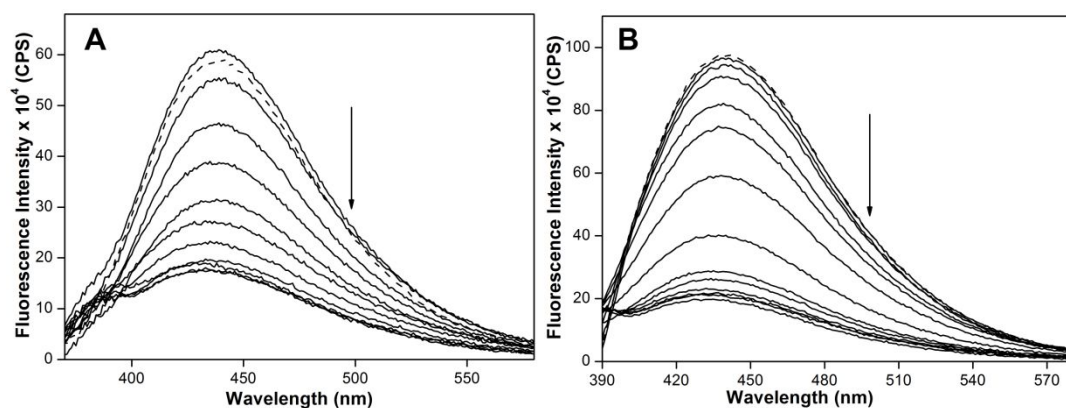 A
Fluorescence Intensity x 10⁴ (CPS)
60
50
40
30
20
10
0
400 450 500 550
Wavelength (nm)
B
Fluorescence Intensity x 10⁴ (CPS)
100
80
60
40
20
0
390 420 450 480 510 540 570
Wavelength (nm)